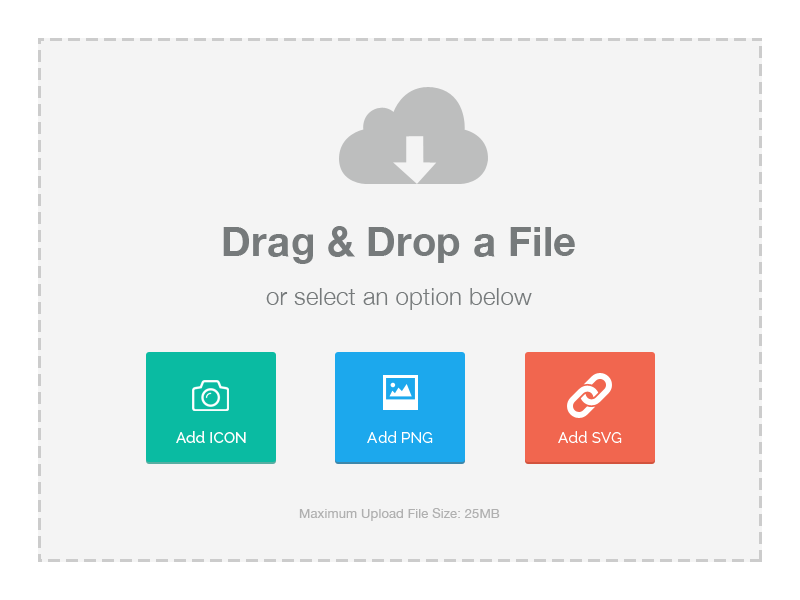 Drag & Drop a File
or select an option below
Add ICON
Add PNG
Add SVG
Maximum Upload File Size: 25MB